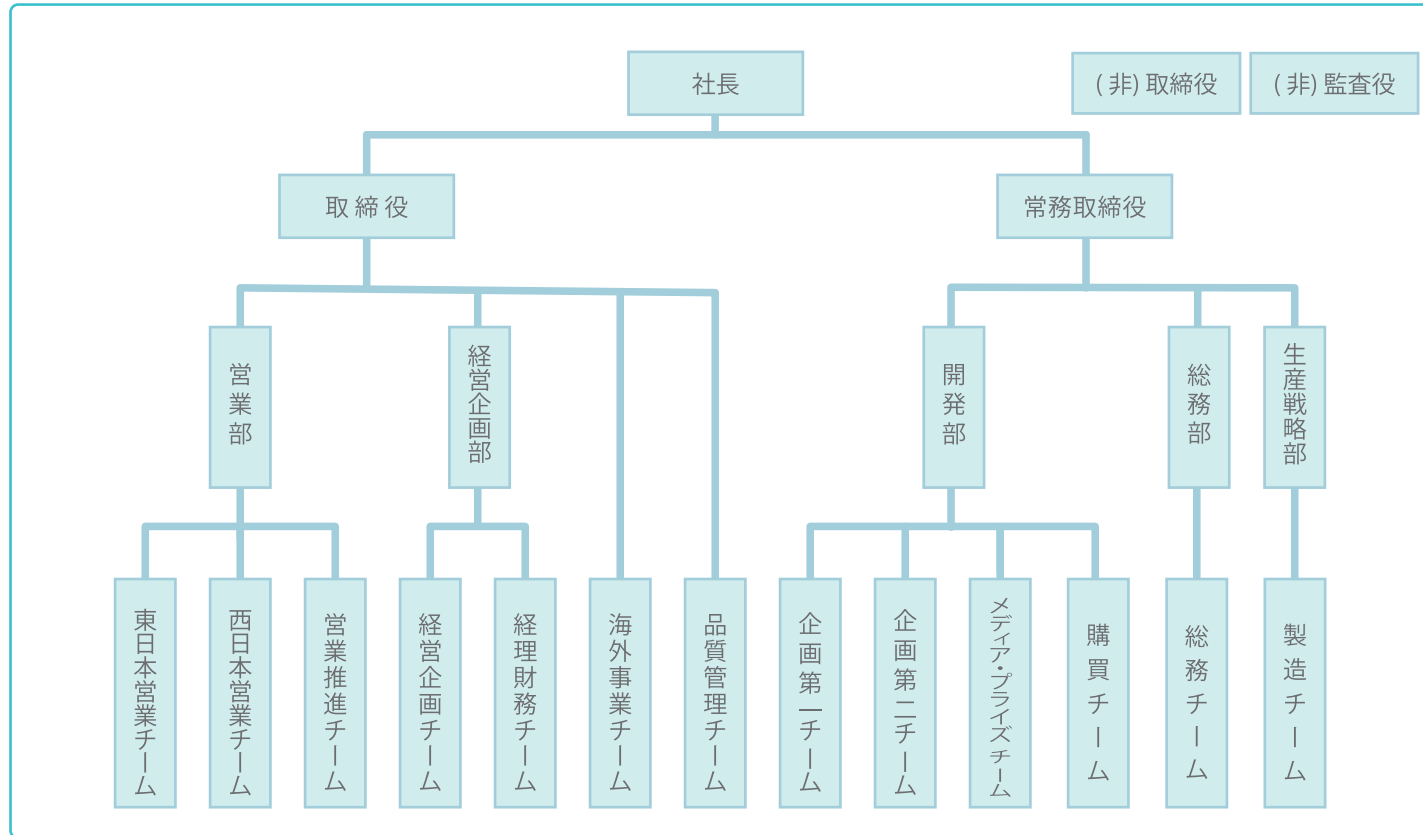 社長
(非)取締役
(非)監査役
取締役
常務取締役
営業部
経営企画部
開発部
総務部
生産戦略部
東日本営業チーム
西日本営業チーム
営業推進チーム
経営企画チーム
経理財務チーム
海外事業チーム
品質管理チーム
企画第一チーム
企画第二チーム
メディア・プライズチーム
購買チーム
総務チーム
製造チーム